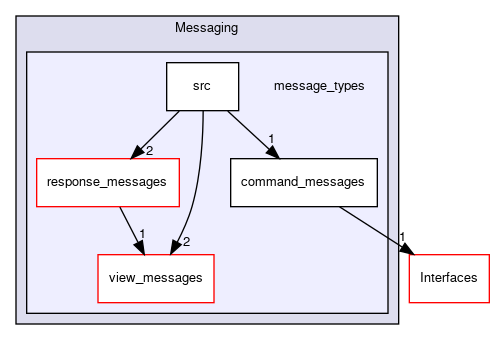 Messaging
src
message_types
2
1
response_messages
command_messages
1
2
1
view_messages
Interfaces